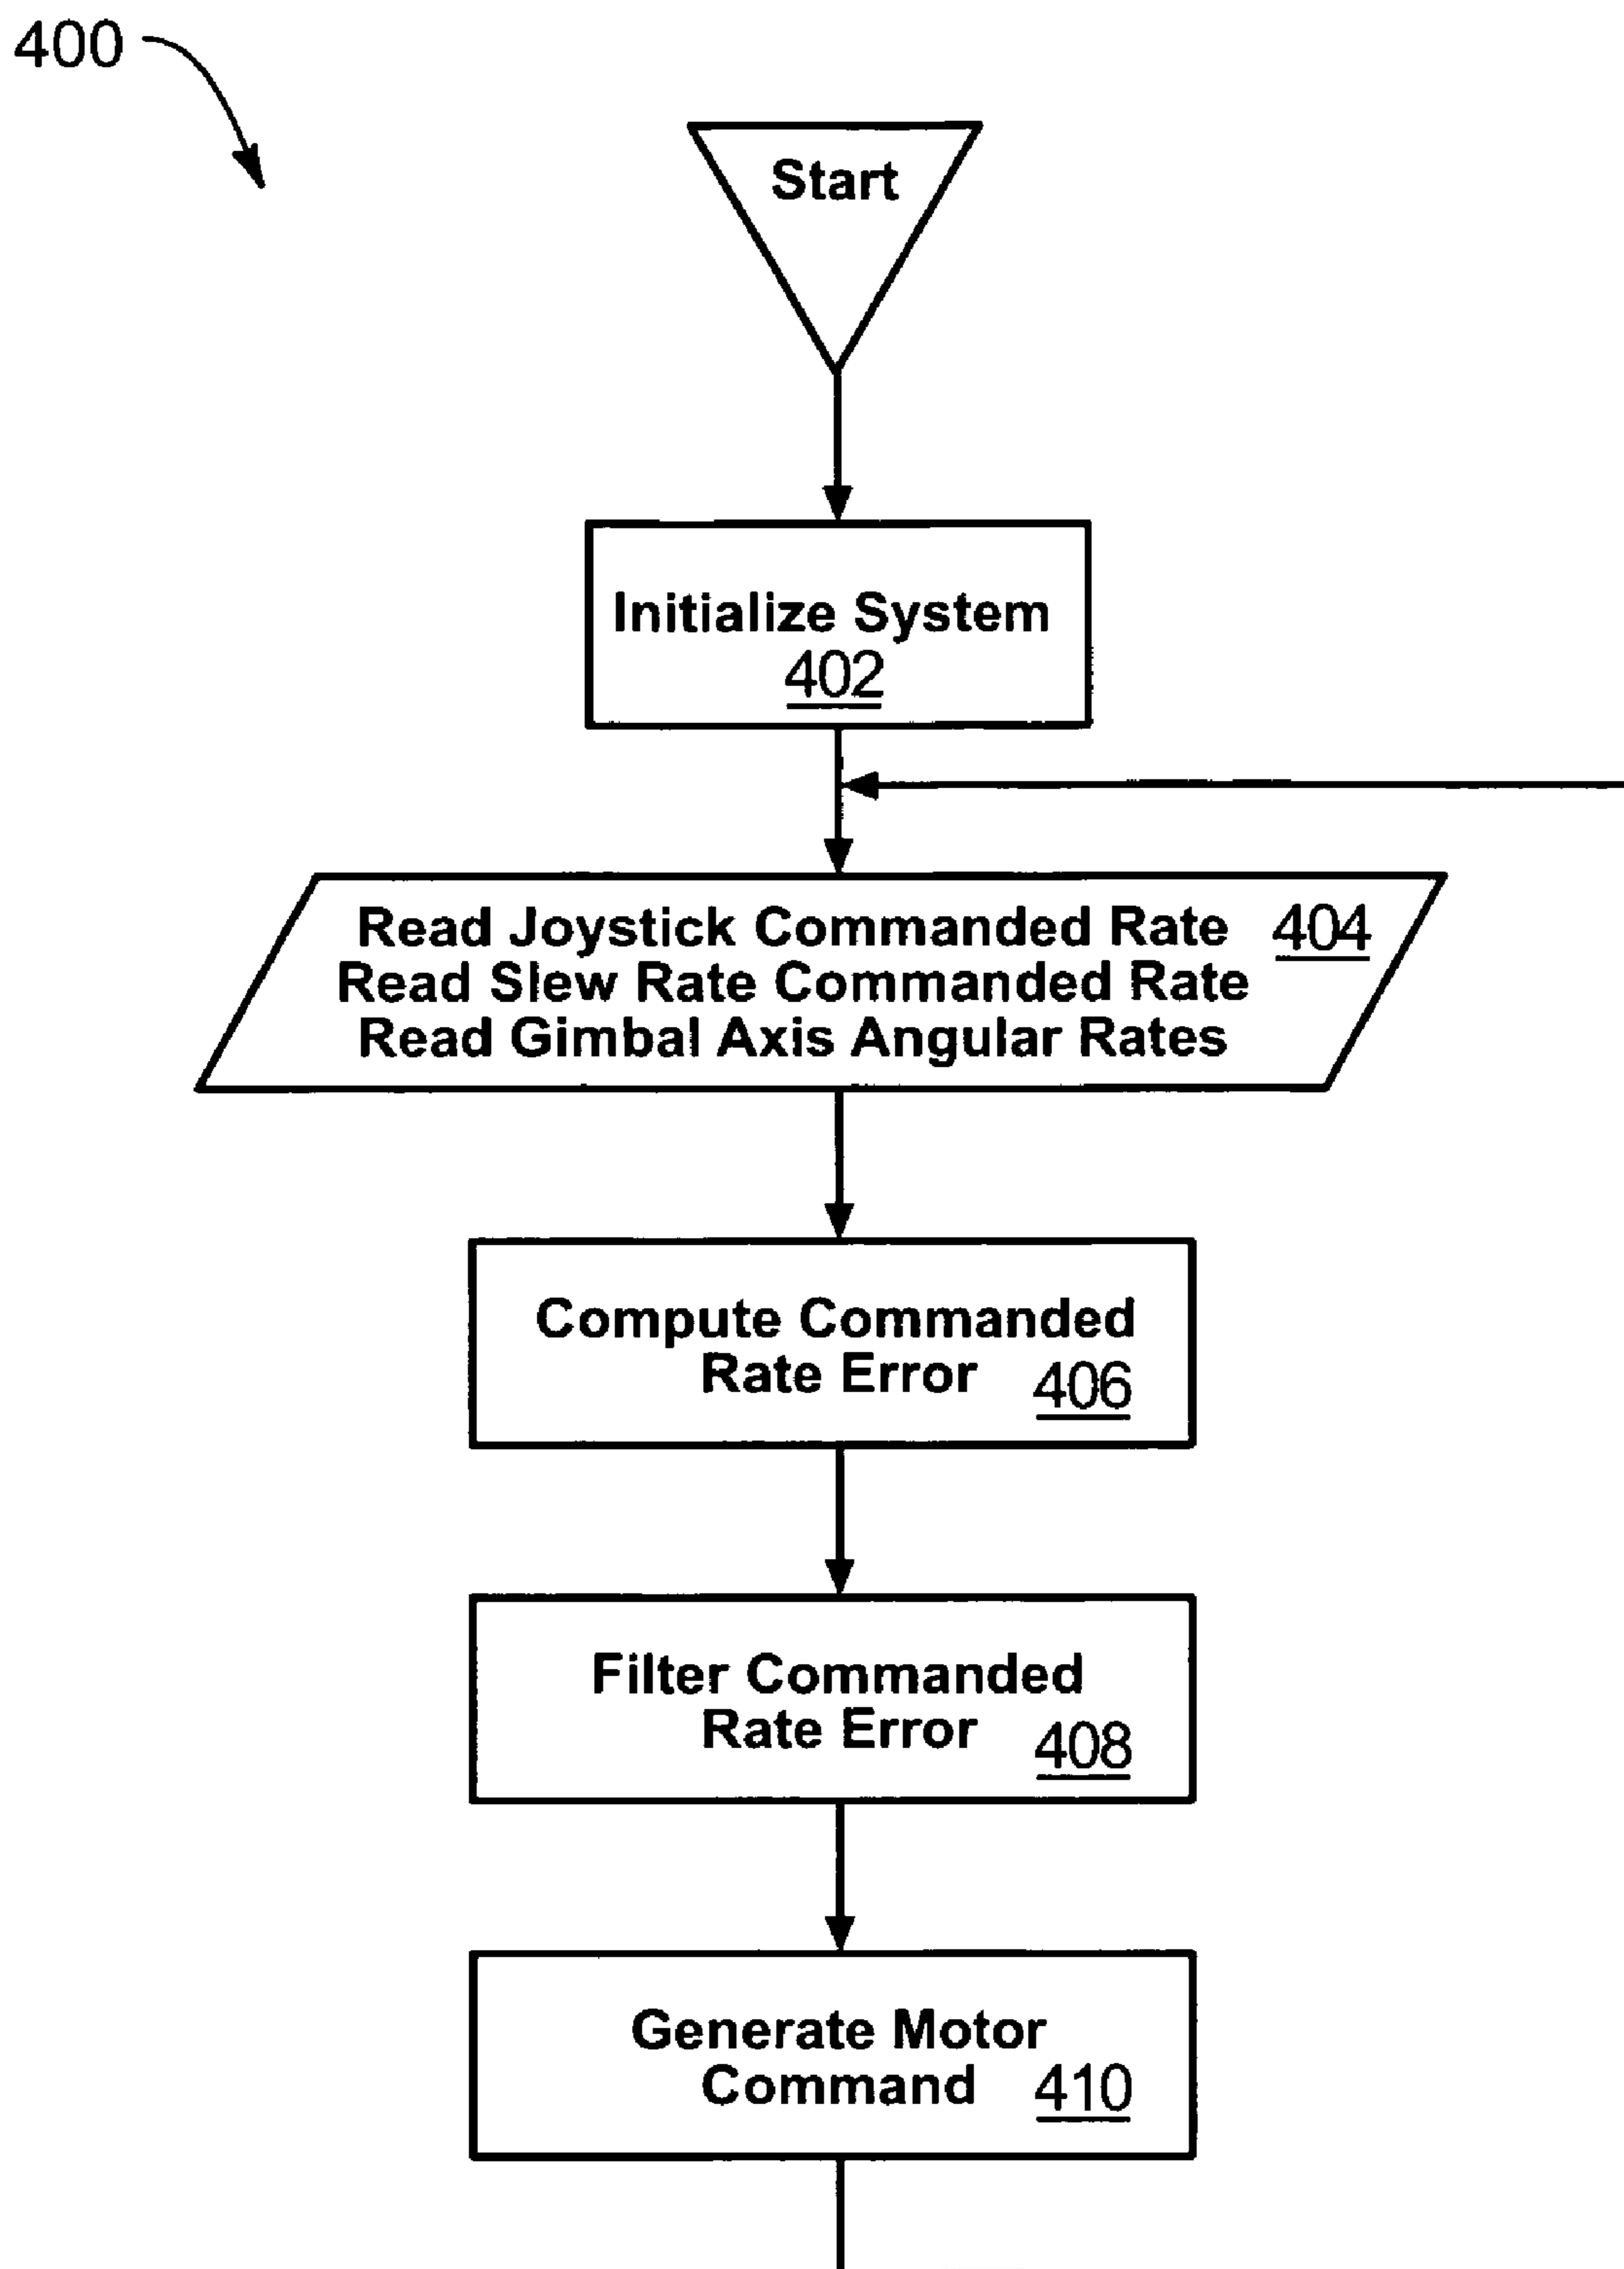 400
Start
Initialize System
402
Read Joystick Commanded Rate 404
Read Slew Rate Commanded Rate
Read Gimbal Axis Angular Rates
Compute Commanded
Rate Error 406
Filter Commanded
Rate Error 408
Generate Motor
Command 410